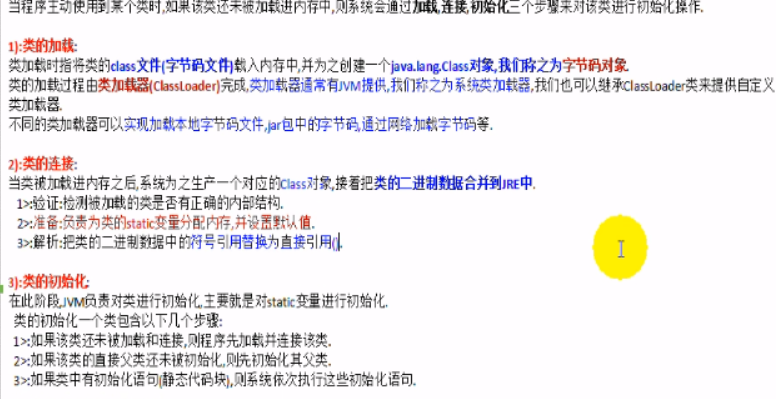 当程序主动使用到某个类时,如果该类还未被加载进内存中,则系统会通过加载,连接,初始化三个步骤来对该类进行初始化操作.
1):类的加载:
类加载时指将类的class文件(字节码文件)载入内存中,并为之创建一个java.lang.Class对象,我们称之为字节码对象.
类的加载过程由类加载器(ClassLoader)完成,类加载器通常有JVM提供,我们称之为系统类加载器,我们也可以继承ClassLoader类来提供自定义
类加载器.
不同的类加载器可以实现加载本地字节码文件,jar包中的字节码,通过网络加载字节码等.
2):类的连接:
当类被加载进内存之后,系统为之生产一个对应的Class对象,接着把类的二进制数据合并到JRE中.
1>:验证:检测被加载的类是否有正确的内部结构.
2>:准备:负责为类的static变量分配内存,并设置默认值.
3>:解析:把类的二进制数据中的符号引用替换为直接引用().
3):类的初始化:
在此阶段,JVM负责对类进行初始化,主要就是对static变量进行初始化.
类的初始化一个类包含以下几个步骤:
1>:如果该类还未被加载和连接,则程序先加载并连接该类.
2>:如果该类的直接父类还未被初始化,则先初始化其父类.
3>:如果类中有初始化语句(静态代码块),则系统依次执行这些初始化语句.